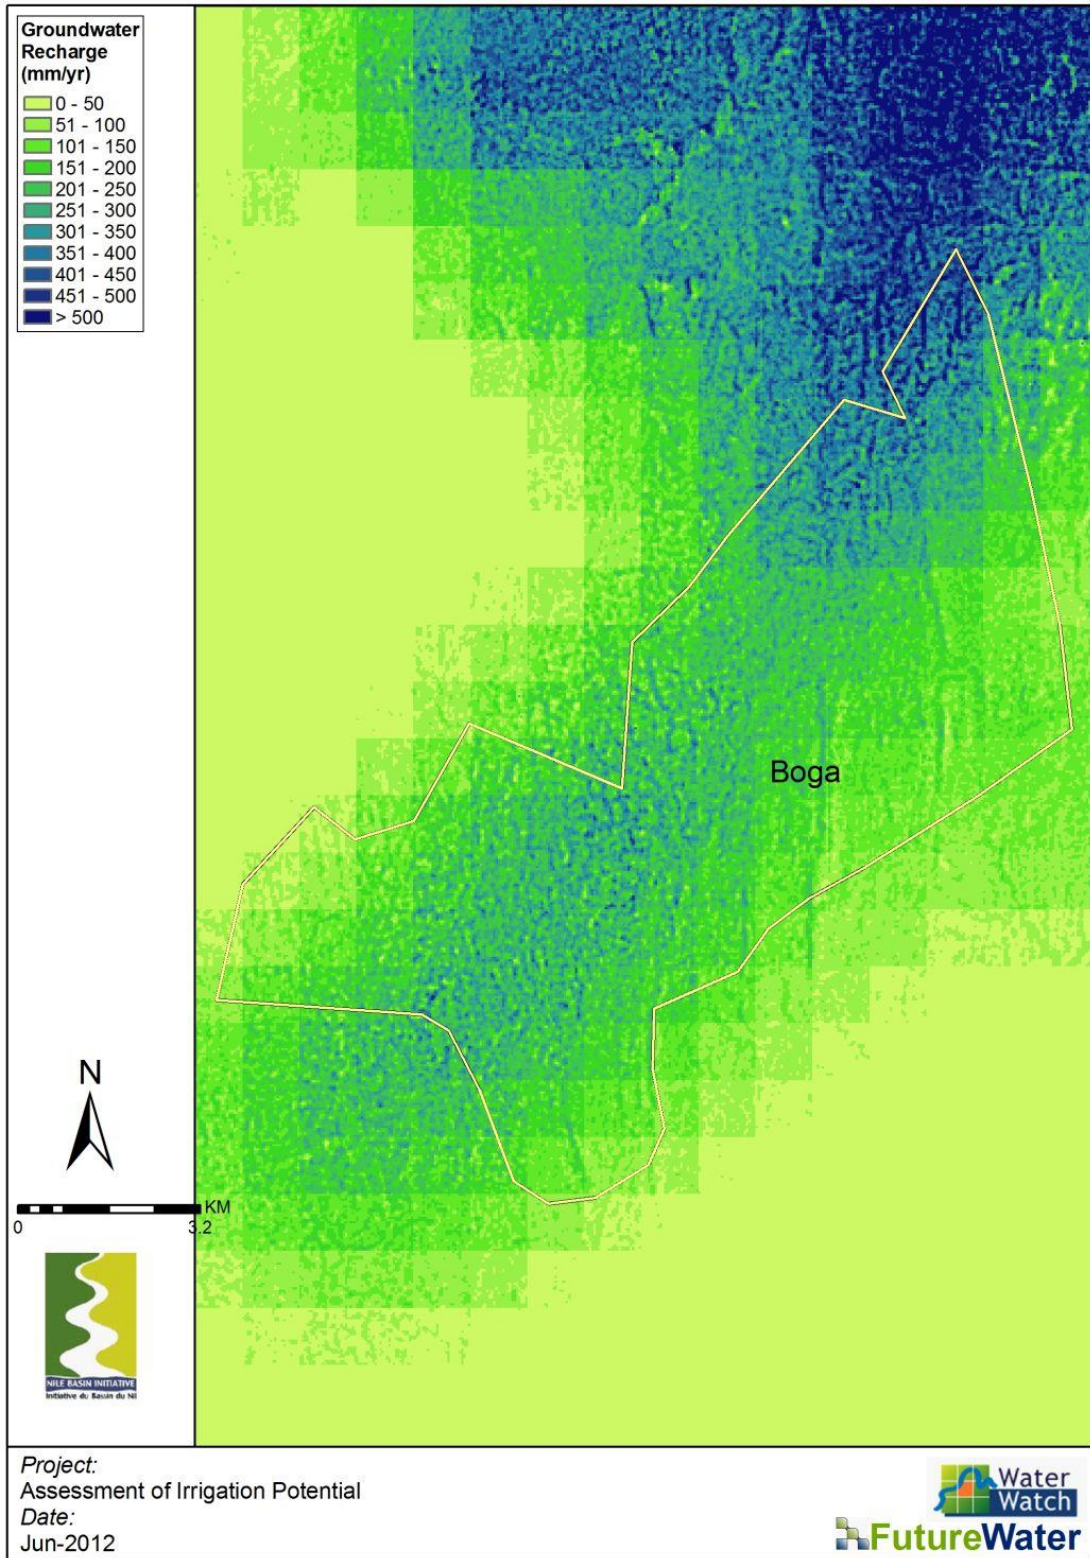 Groundwater
Recharge
(mm/yr)
0 - 50
51 - 100
101 - 150
151 - 200
201 - 250
251 - 300
301 - 350
351 - 400
401 - 450
451 - 500
> 500
Boga
N
KM
0 3.2
NILE BASIN INITIATIVE
Initiative du Bassin du Nil
Project:
Assessment of Irrigation Potential
Date:
Jun-2012
Water
Watch
FutureWater